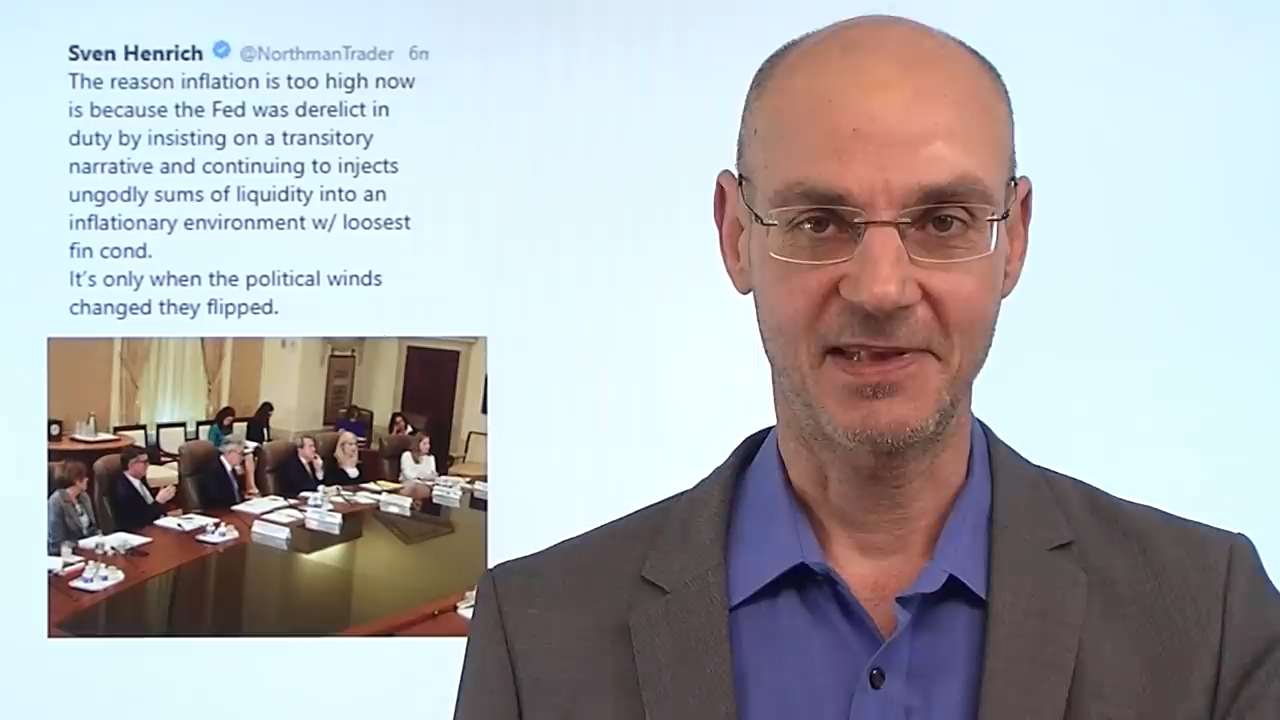 Sven Henrich @NorthmanTrader 6m
The reason inflation is too high now
is because the Fed was derelict in
duty by insisting on a transitory
narrative and continuing to injects
ungodly sums of liquidity into an
inflationary environment w/ loosest
fin cond.
It's only when the political winds
changed they flipped.